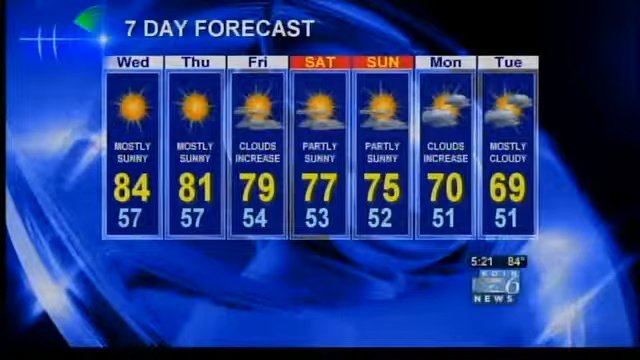 7 DAY FORECAST
Wed Thu Fri SAT SUN Mon Tue
MOSTLY SUNNY MOSTLY SUNNY CLOUDS INCREASE PARTLY SUNNY PARTLY SUNNY CLOUDS INCREASE MOSTLY CLOUDY
84 81 79 77 75 70 69
57 57 54 53 52 51 51
5:21 84°
6
NEWS